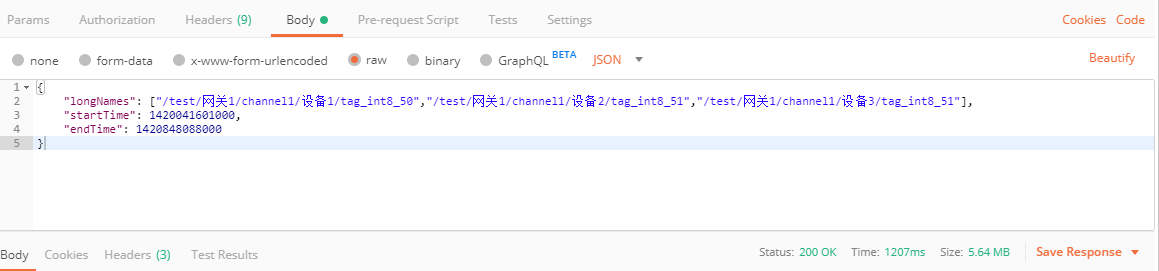 Params Authorization Headers (9) Body Pre-request Script Tests Settings Cookies Code
none form-data x-www-form-urlencoded raw binary GraphQL BETA JSON Beautify
1 {
2 "longNames": ["/test/网关1/channel1/设备1/tag_int8_50","/test/网关1/channel1/设备2/tag_int8_51","/test/网关1/channel1/设备3/tag_int8_51"],
3 "startTime": 1420041601000,
4 "endTime": 1420848088000
5 }
Body Cookies Headers (3) Test Results Status: 200 OK Time: 1207ms Size: 5.64 MB Save Response